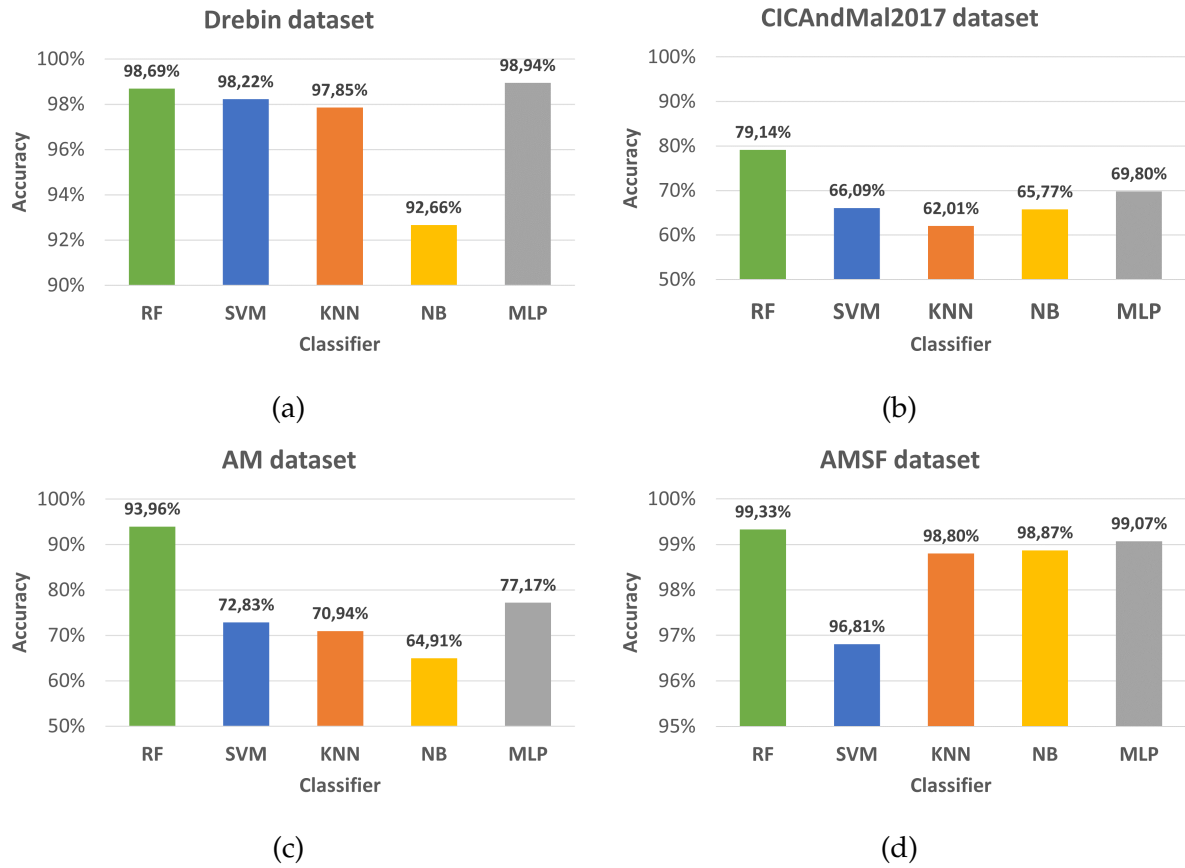 Drebin dataset
100%
98%
96%
94%
92%
90%
Accuracy
98,69%
98,22%
97,85%
92,66%
98,94%
RF
SVM
KNN
NB
MLP
Classifier
(a)
CICAndMal2017 dataset
100%
90%
80%
70%
60%
50%
Accuracy
79,14%
66,09%
62,01%
65,77%
69,80%
RF
SVM
KNN
NB
MLP
Classifier
(b)
AM dataset
100%
90%
80%
70%
60%
50%
Accuracy
93,96%
72,83%
70,94%
64,91%
77,17%
RF
SVM
KNN
NB
MLP
Classifier
(c)
AMSF dataset
100%
99%
98%
97%
96%
95%
Accuracy
99,33%
96,81%
98,80%
98,87%
99,07%
RF
SVM
KNN
NB
MLP
Classifier
(d)